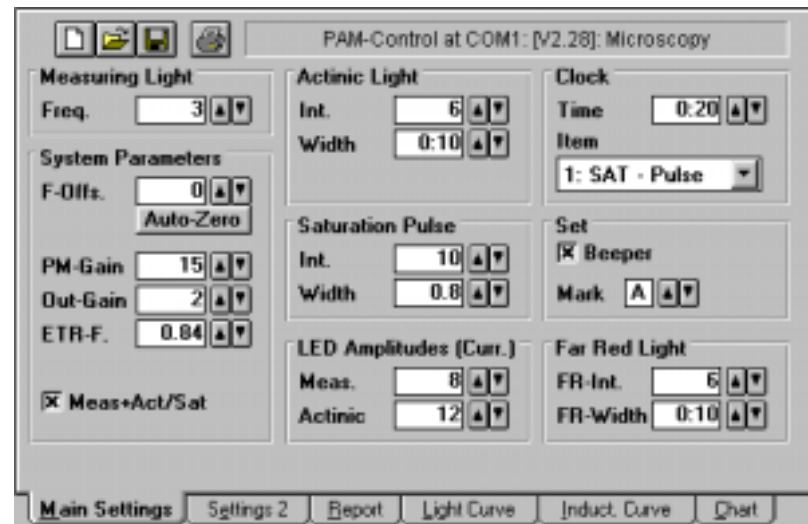 PAM-Control at COM1: [V2.28]: Microscopy
Measuring Light
Freq. 3
System Parameters
F-Offs. 0
Auto-Zero
PM-Gain 15
Out-Gain 2
ETR-F. 0.84
Meas+Act/Sat
Actinic Light
Int. 6
Width 0:10
Saturation Pulse
Int. 10
Width 0.8
LED Amplitudes (Curr.)
Meas. 8
Actinic 12
Clock
Time 0:20
Item
1: SAT - Pulse
Set
Beeper
Mark A
Far Red Light
FR-Int. 6
FR-Width 0:10
Main Settings Settings 2 Report Light Curve Induct. Curve Chart